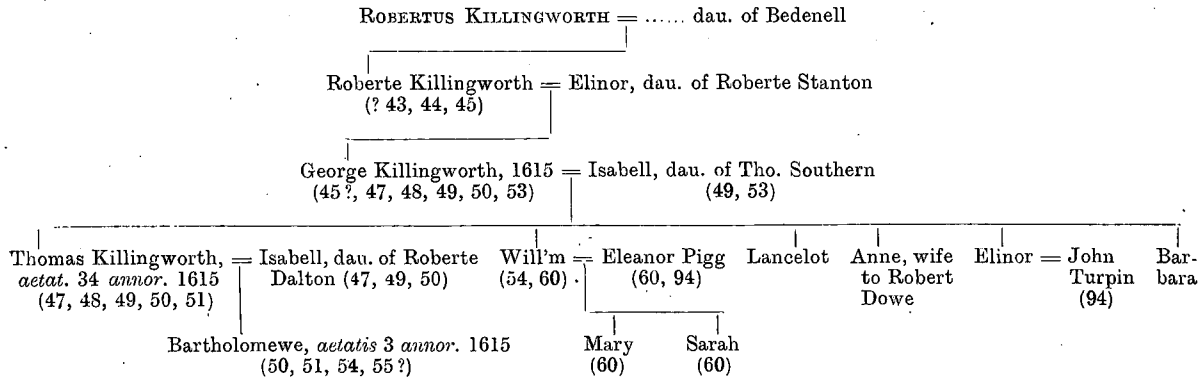 ROBERTUS KILLINGWORTH = ...... dau. of Bedenell
Roberte Killingworth = Elinor, dau. of Roberte Stanton
(? 43, 44, 45)
George Killingworth, 1615 = Isabell, dau. of Tho. Southern
(45 ?, 47, 48, 49, 50, 53) (49, 53)
Thomas Killingworth, = Isabell, dau. of Roberte Will'm = Eleanor Pigg Lancelot Anne, wife Elinor = John Bar-
aetat. 34 annor. 1615 Dalton (47, 49, 50) (54, 60) (60, 94) to Robert Turpin bara
(47, 48, 49, 50, 51) Dowe (94)
Bartholomewe, aetatis 3 annor. 1615 Mary Sarah
(50, 51, 54, 55 ?) (60) (60)